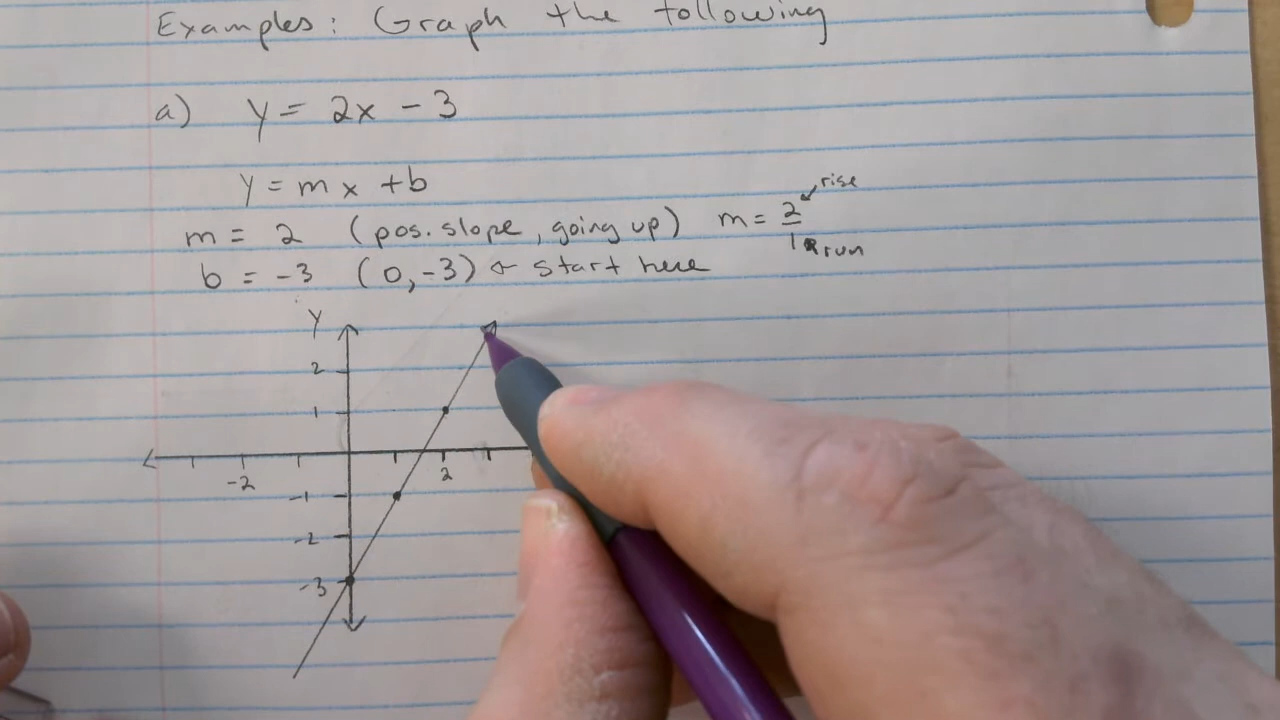 Examples: Graph the following
a) y = 2x - 3
y = mx + b
m = 2 (pos. slope, going up) m = 2/1 rise run
b = -3 (0, -3) ← start here
Y
2
1
-2 2
-1
-2
-3